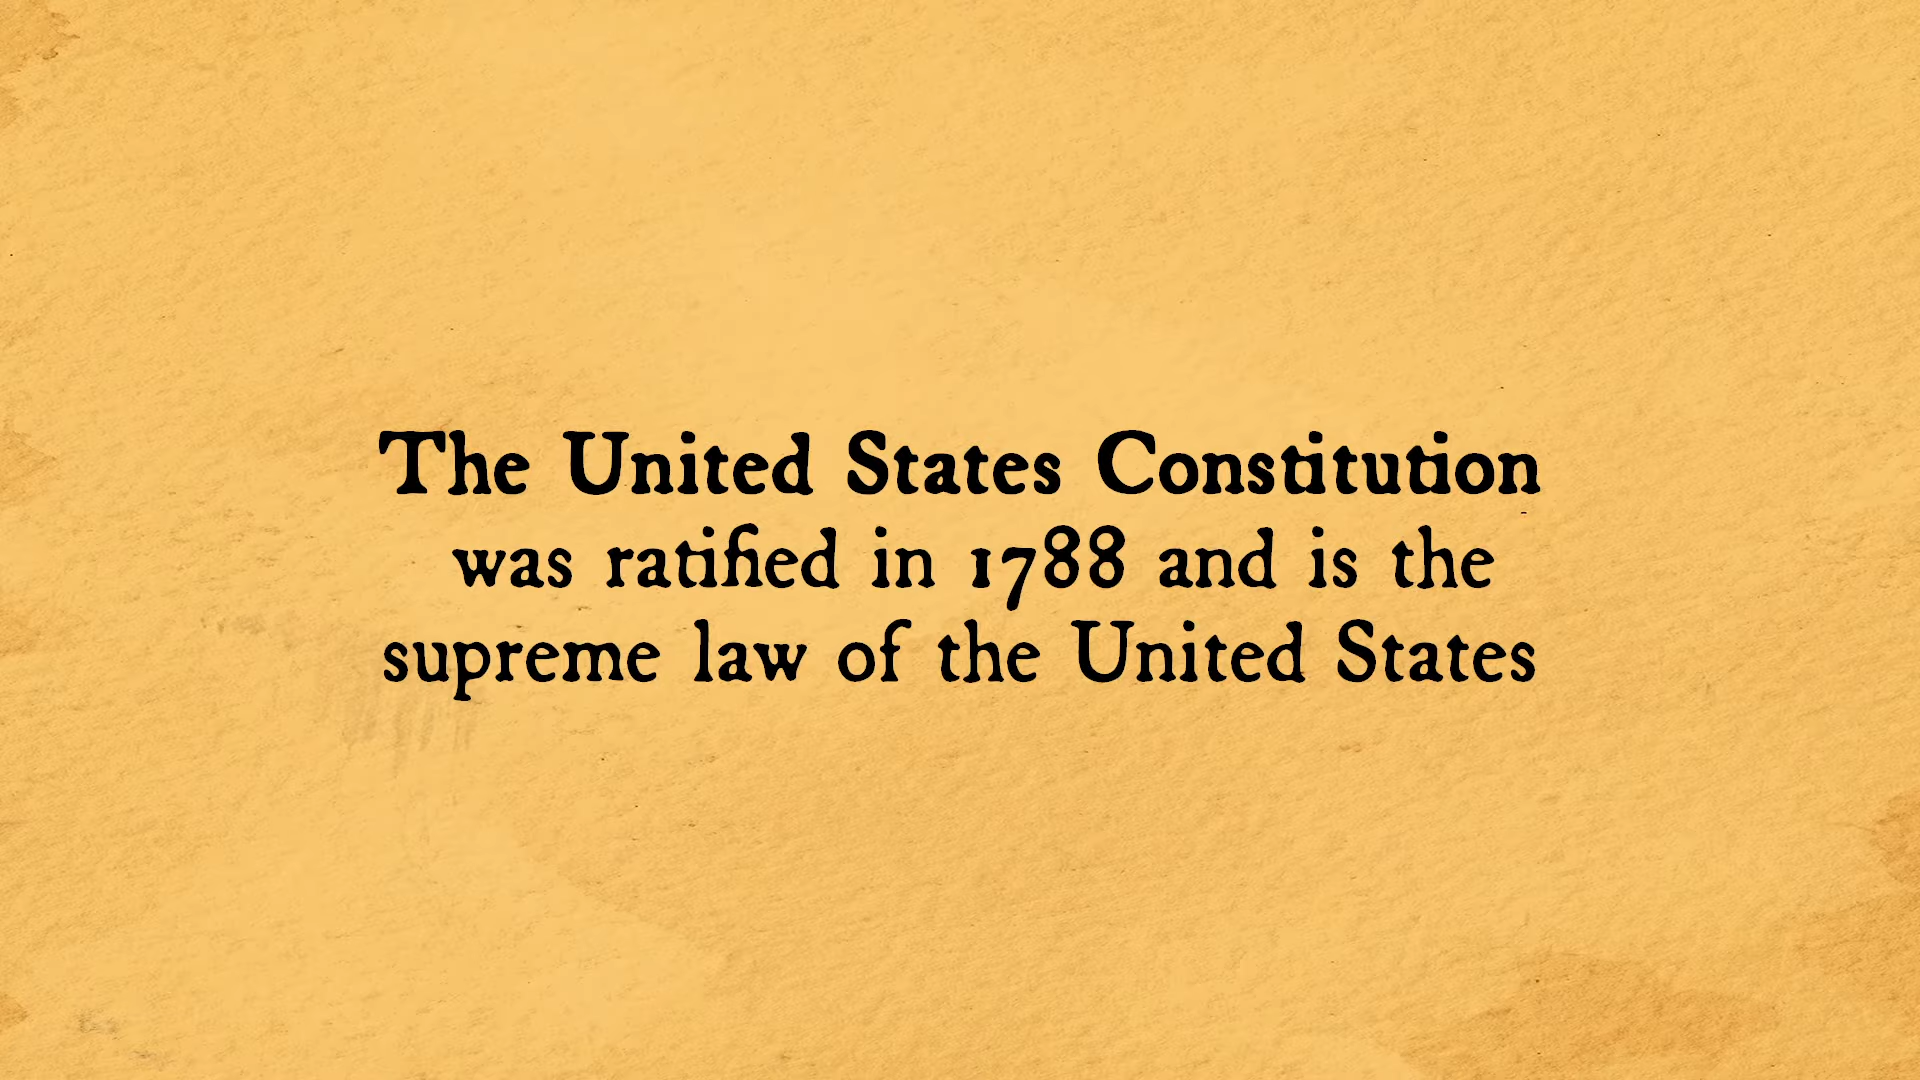 The United States Constitution
was ratified in 1788 and is the
supreme law of the United States